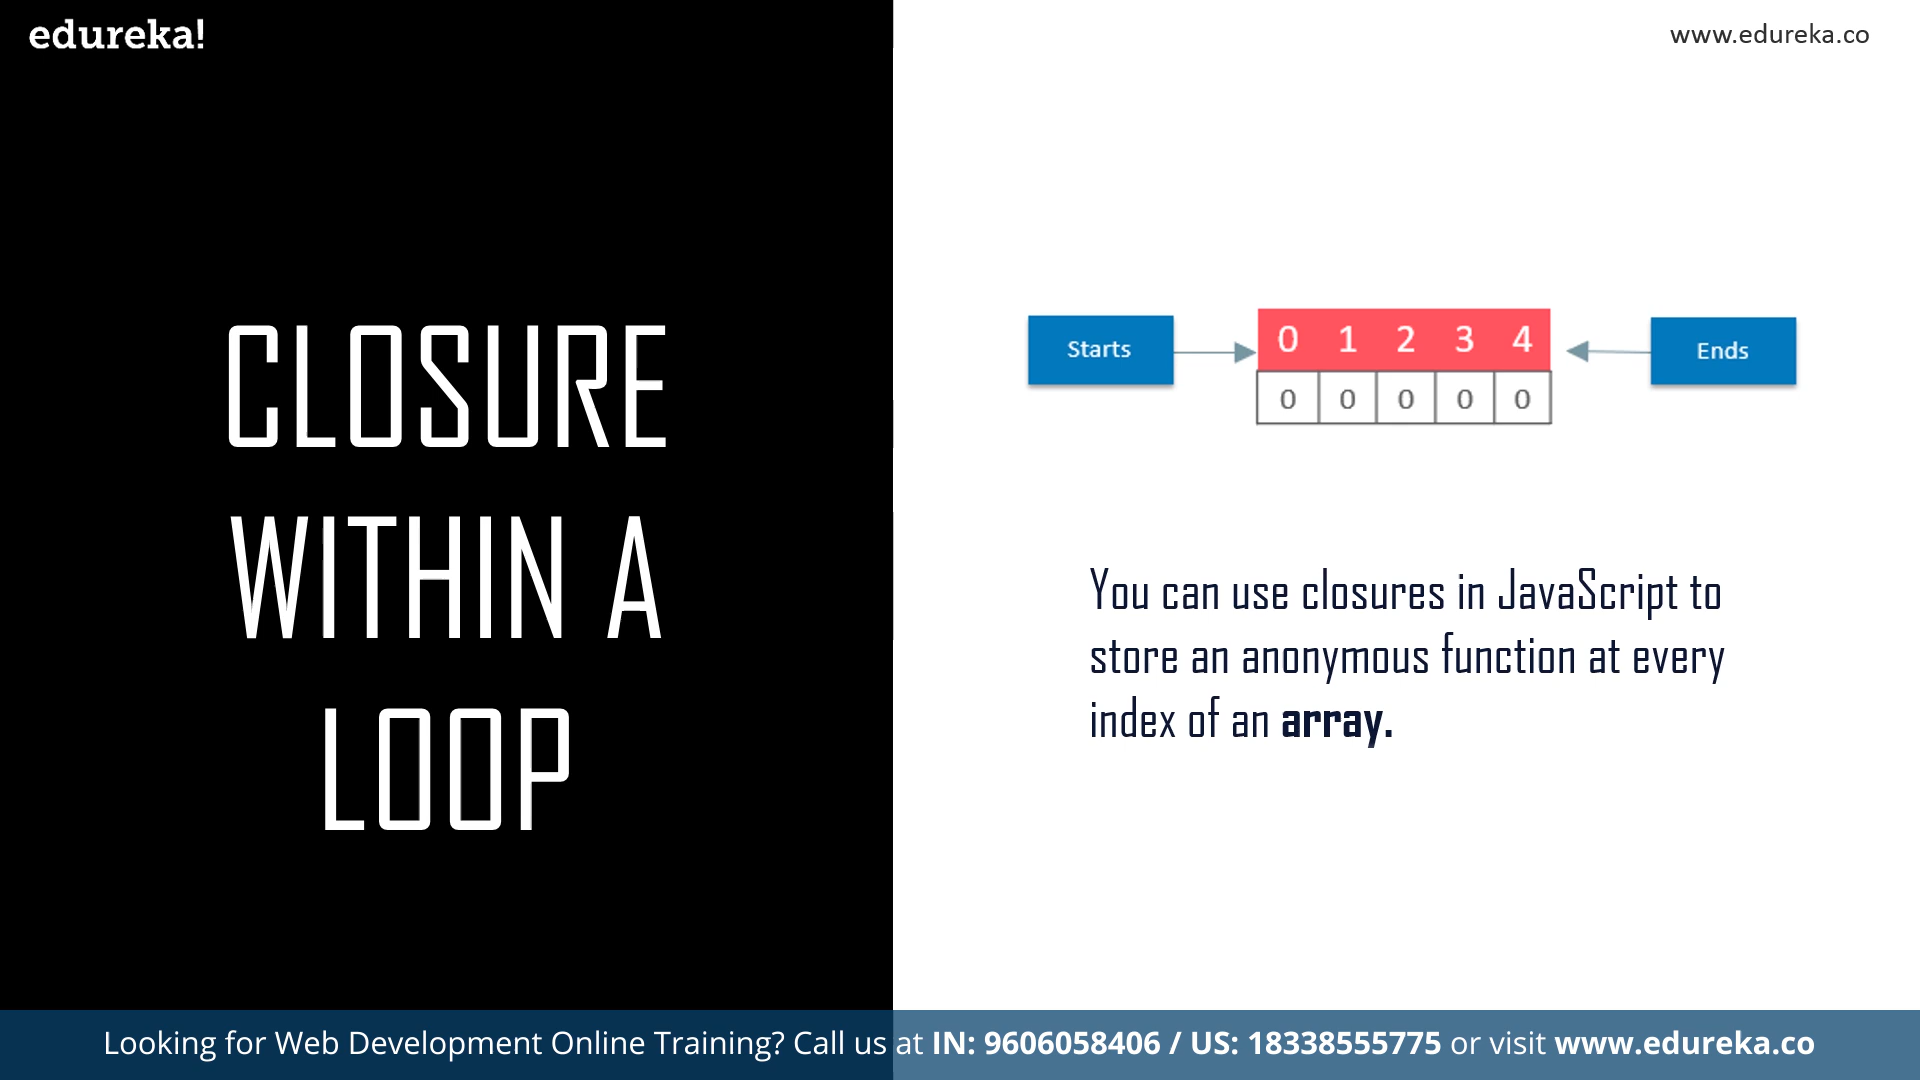 edureka!
www.edureka.co
CLOSURE
WITHIN A
LOOP
Starts
0 1 2 3 4
0 0 0 0 0
Ends
You can use closures in JavaScript to
store an anonymous function at every
index of an array.
Looking for Web Development Online Training? Call us at IN: 9606058406 / US: 18338555775 or visit www.edureka.co